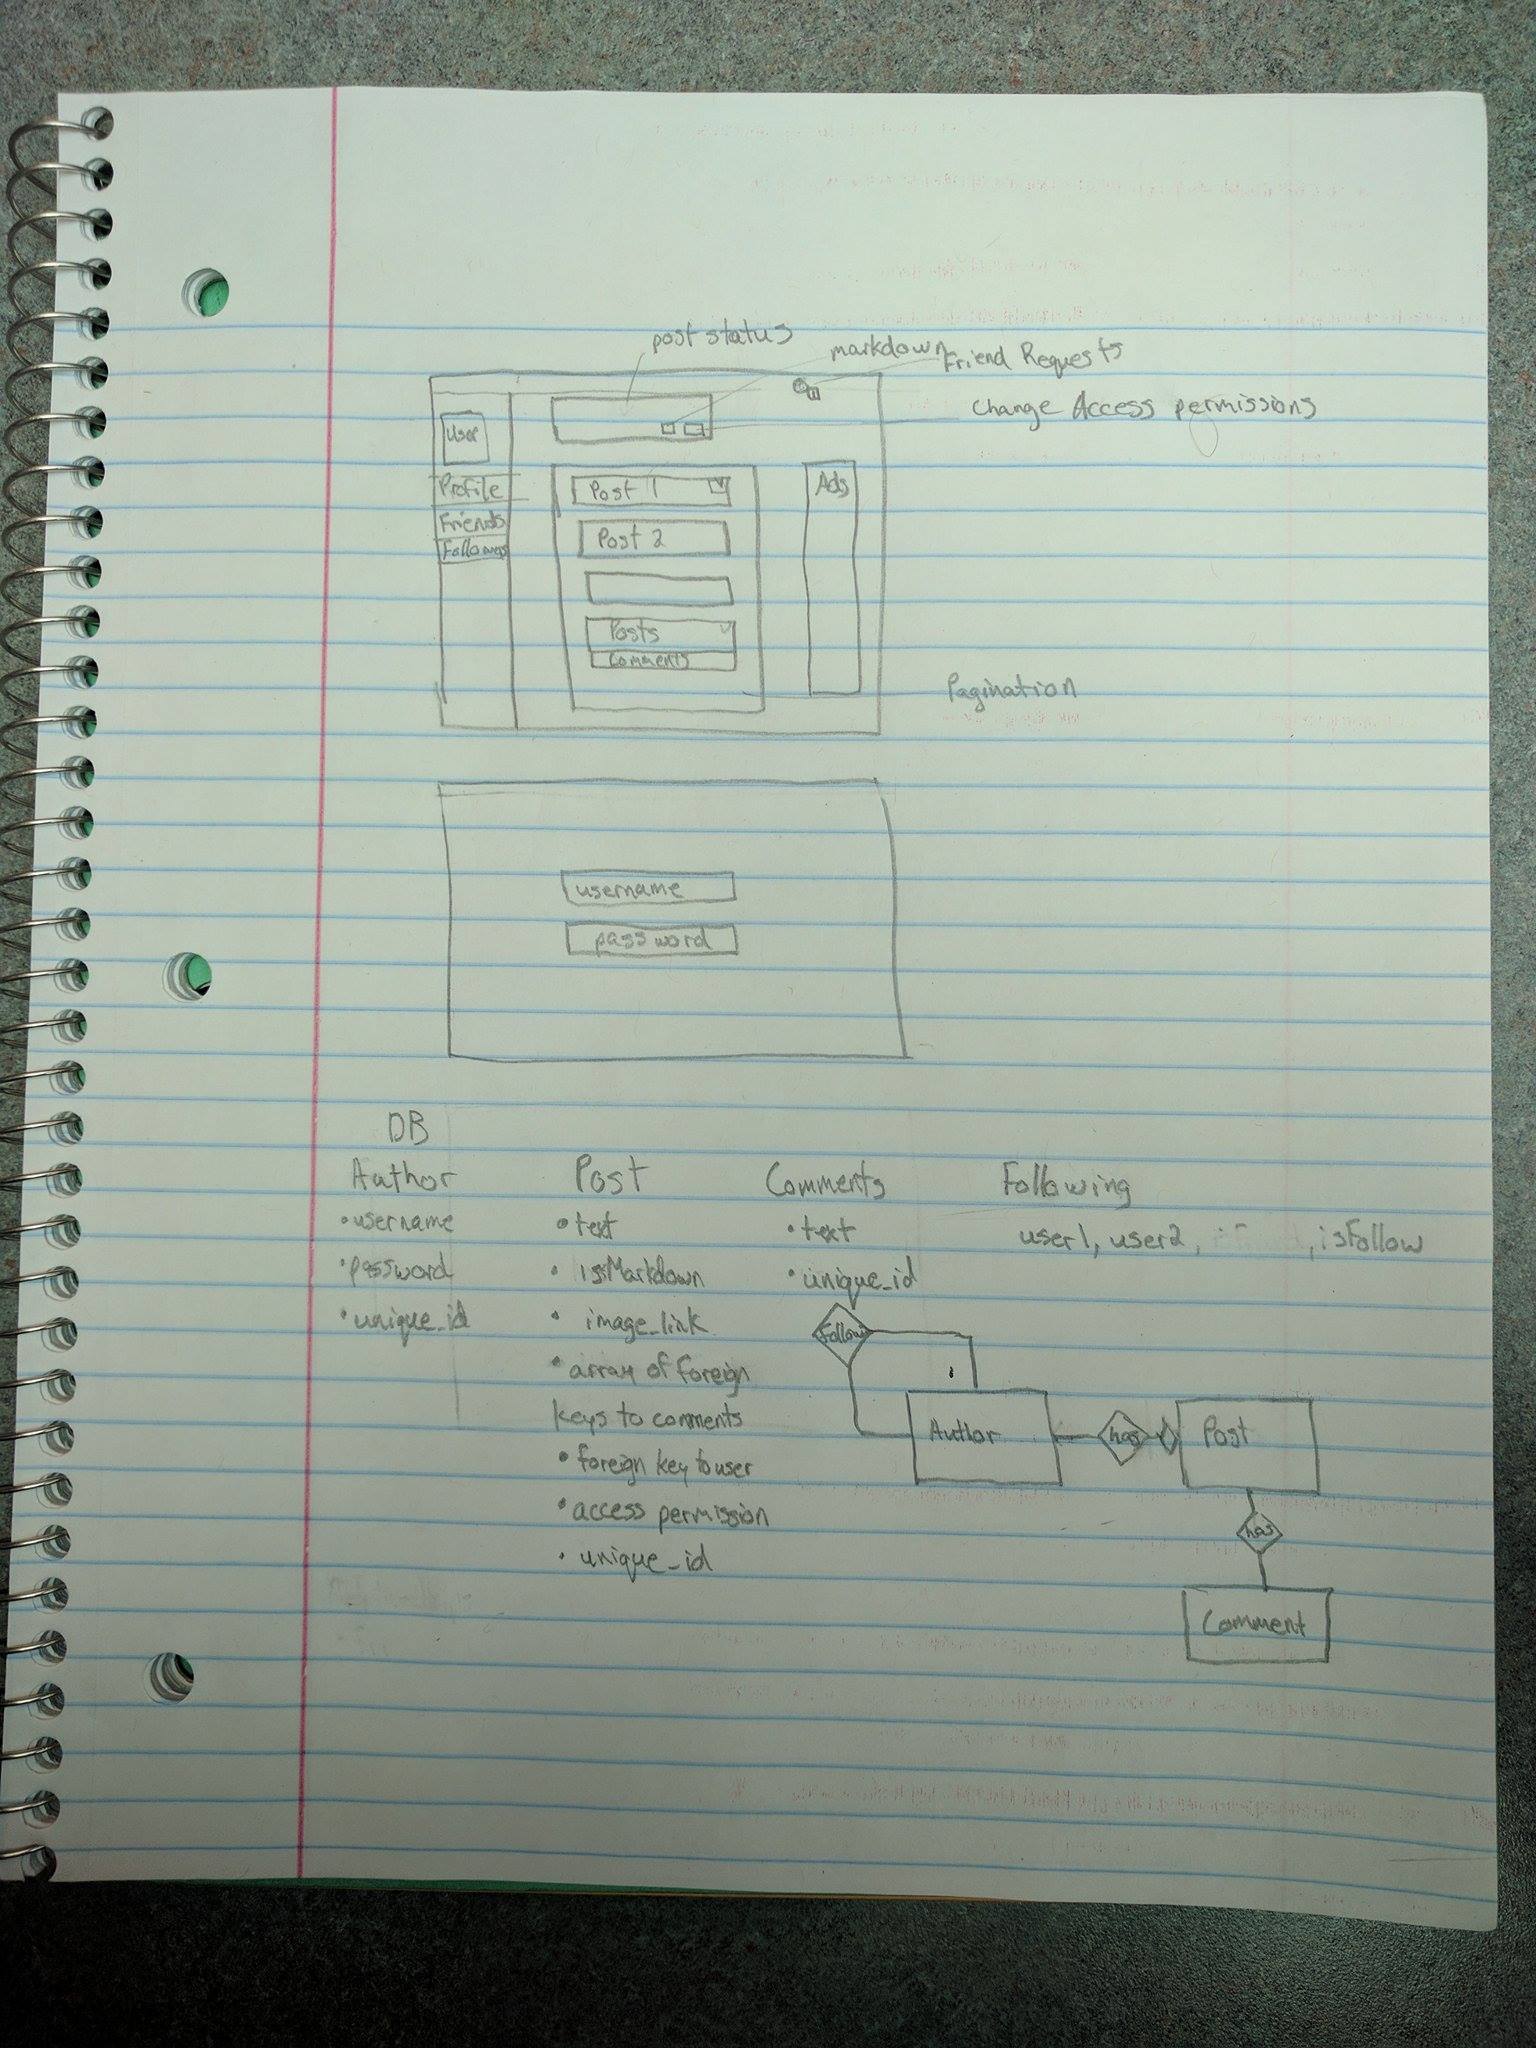 post status
markdown
Friend Requests
Change Access permissions
User
Profile
Friends
Followers
Post 1
Post 2
Posts
Comments
Ads
Pagination
username
password
DB
Author
• username
• password
• unique_id
Post
• text
• issMarkdown
• image_link
• array of foreign
keys to comments
• foreign key to user
• access permission
• unique_id
Comments
• text
• unique_id
Following
user1, user2, , isFollow
Follow
Author
has
Post
has
Comment